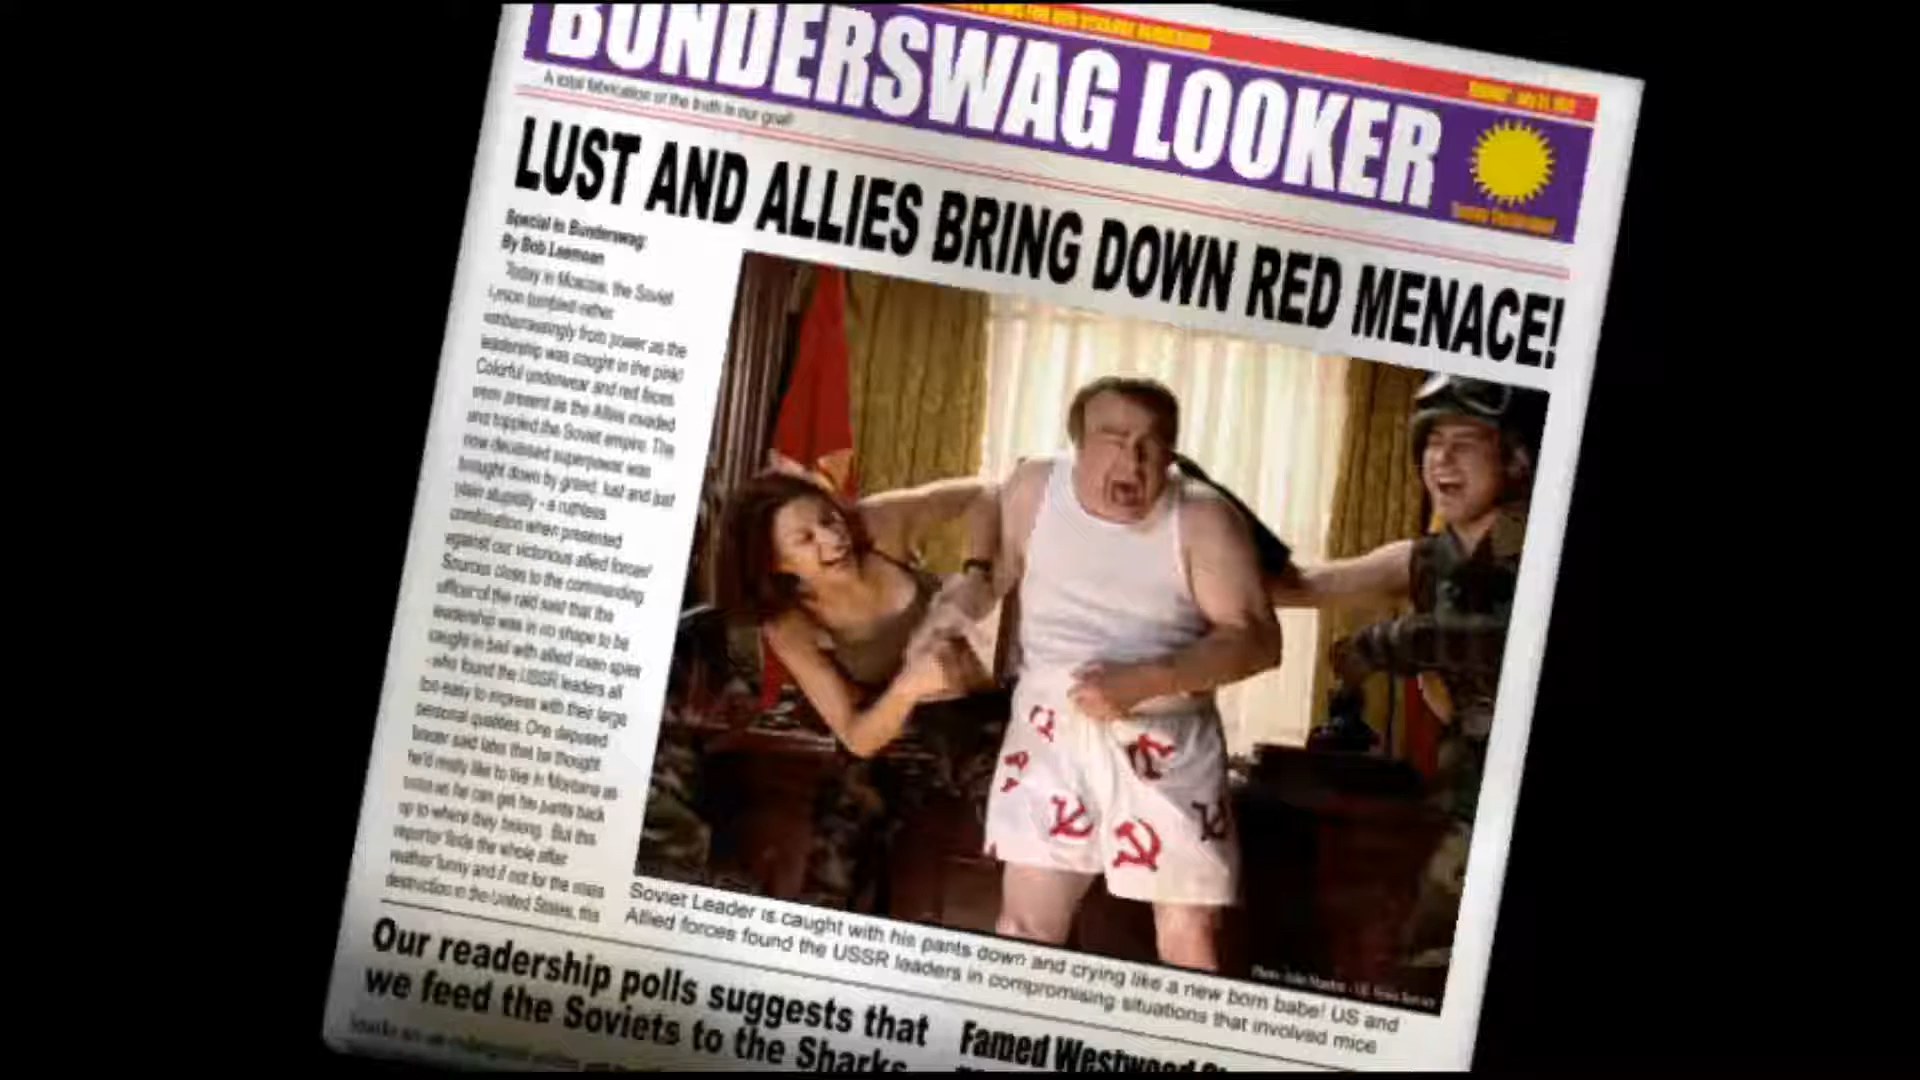 BUNDERSWAG LOOKER
A total fabrication of the truth is our goal!
LUST AND ALLIES BRING DOWN RED MENACE!
Special to Bunderswag:
By Bob Leemoan
Today in Moscow, the Soviet
Union tumbled rather
embarrassingly from power as the
leadership was caught in the pink!
Colorful underwear and red faces
were present as the Allies invaded
and toppled the Soviet empire. The
now deceased superpower was
brought down by greed, lust and just
plain stupidity - a ruthless
combination when presented
against our victorious allied forces!
Sources close to the commanding
officer of the raid said that the
leadership was in no shape to be
caught in bed with allied vixen spies
- who found the USSR leaders all
too easy to impress with their large
personal qualities. One deposed
leader said later that he thought
he'd really like to live in Montana as
soon as he can get his pants back
up to where they belong. But this
reporter finds the whole affair
rather funny and if not for the mass
destruction in the United States, this
Soviet Leader is caught with his pants down and crying like a new born babe! US and
Allied forces found the USSR leaders in compromising situations that involved mice
Our readership polls suggests that
we feed the Soviets to the Sharks
Famed Westwood